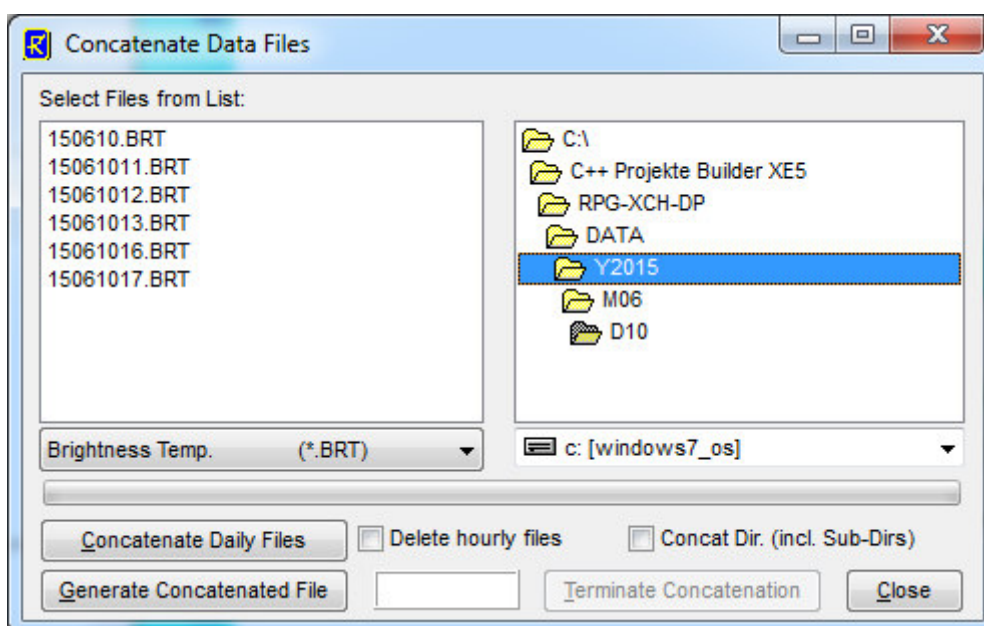 Concatenate Data Files
Select Files from List:
150610.BRT
15061011.BRT
15061012.BRT
15061013.BRT
15061016.BRT
15061017.BRT
C:\
C++ Projekte Builder XE5
RPG-XCH-DP
DATA
Y2015
M06
D10
Brightness Temp. (*.BRT)
c: [windows7_os]
Concatenate Daily Files
Delete hourly files
Concat Dir. (incl. Sub-Dirs)
Generate Concatenated File
Terminate Concatenation
Close